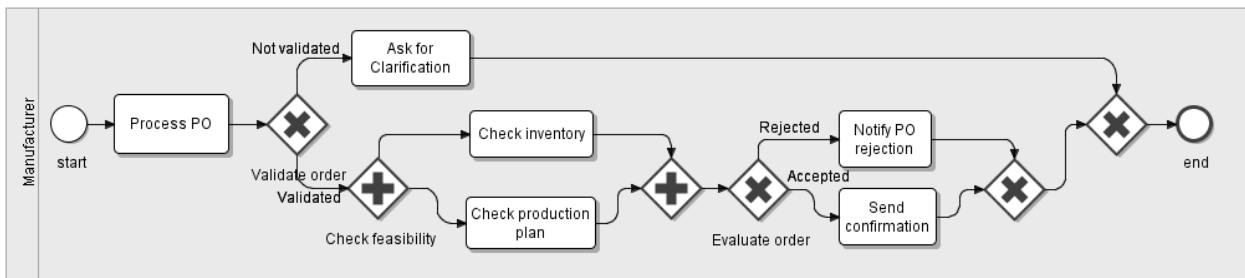 Manufacturer
start
Process PO
Not validated
Ask for
Clarification
Validate order
Validated
Check feasibility
Check inventory
Check production
plan
Rejected
Accepted
Evaluate order
Notify PO
rejection
Send
confirmation
end